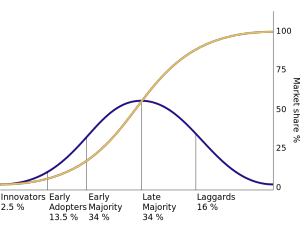 100
75
50
25
0
Market share %
Innovators
2.5 %
Early
Adopters
13.5 %
Early
Majority
34 %
Late
Majority
34 %
Laggards
16 %